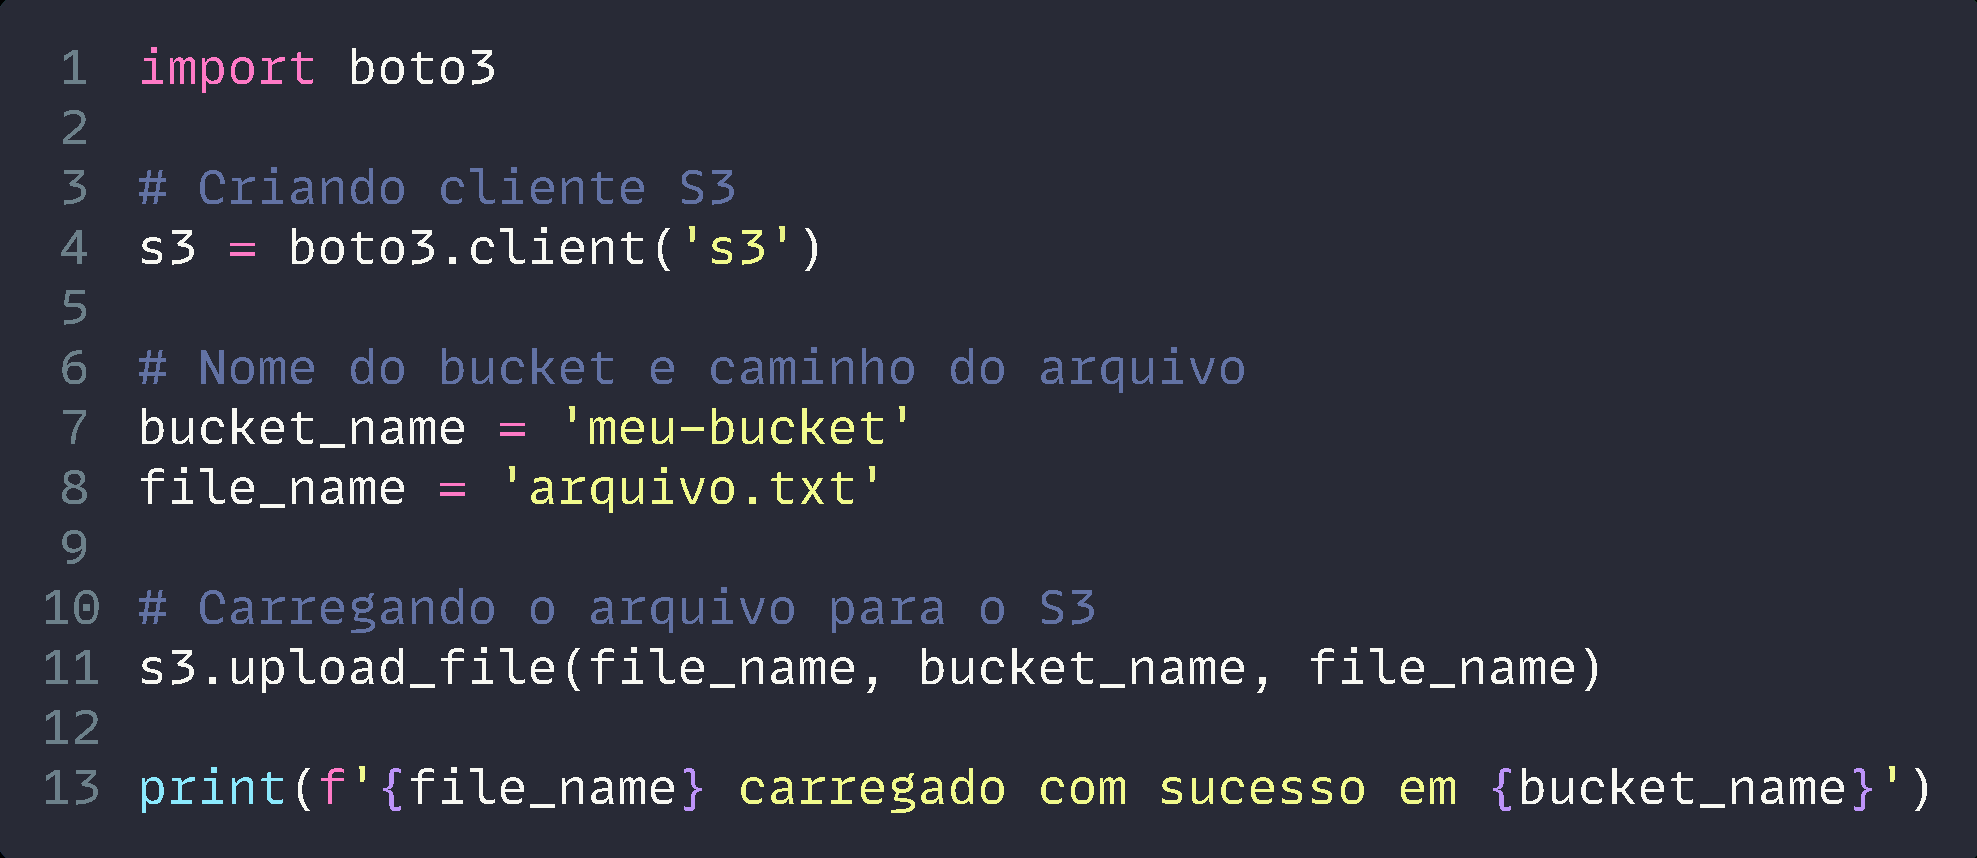 1 import boto3
2
3 # Criando cliente S3
4 s3 = boto3.client('s3')
5
6 # Nome do bucket e caminho do arquivo
7 bucket_name = 'meu-bucket'
8 file_name = 'arquivo.txt'
9
10 # Carregando o arquivo para o S3
11 s3.upload_file(file_name, bucket_name, file_name)
12
13 print(f'{file_name} carregado com sucesso em {bucket_name}')